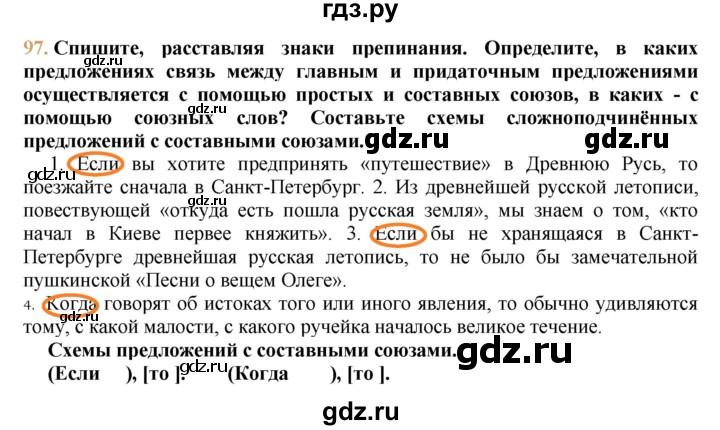 гдз.ру
97. Спишите, расставляя знаки препинания. Определите, в каких
предложениях связь между главным и придаточным предложениями
осуществляется с помощью простых и составных союзов, в каких - с
помощью союзных слов? Составьте схемы сложноподчинённых
предложений с составными союзами.
1. Если вы хотите предпринять «путешествие» в Древнюю Русь, то
поезжайте сначала в Санкт-Петербург. 2. Из древнейшей русской летописи,
повествующей «откуда есть пошла русская земля», мы знаем о том, «кто
начал в Киеве первее княжить». 3. Если бы не хранящаяся в Санкт-
Петербурге древнейшая русская летопись, то не было бы замечательной
пушкинской «Песни о вещем Олеге».
4. Когда говорят об истоках того или иного явления, то обычно удивляются
тому, с какой малости, с какого ручейка началось великое течение.
Схемы предложений с составными союзами.
(Если ), [то ]. (Когда ), [то ].
gdz.ru
gdz.ru
gdz.ru
gdz.ru
gdz.ru
gdz.ru
gdz.ru